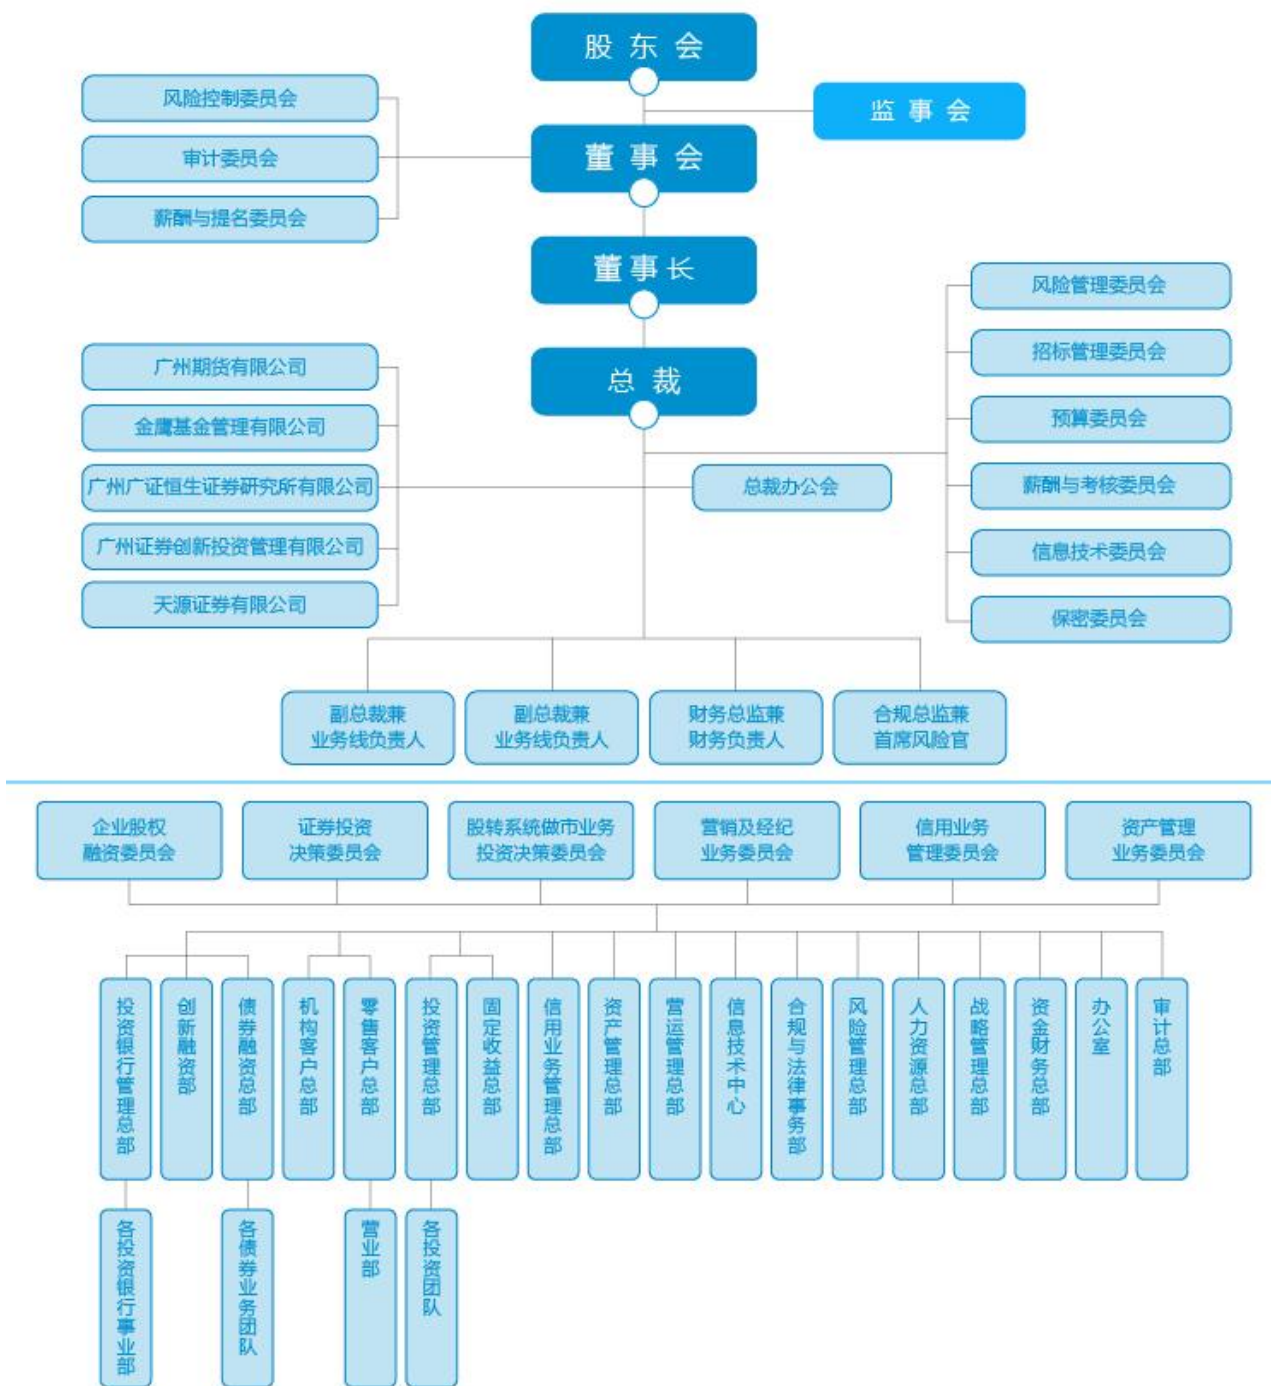 股东会
监事会
风险控制委员会
审计委员会
薪酬与提名委员会
董事会
董事长
总裁
广州期货有限公司
金鹰基金管理有限公司
广州广证恒生证券研究所有限公司
广州证券创新投资管理有限公司
天源证券有限公司
总裁办公会
风险管理委员会
招标管理委员会
预算委员会
薪酬与考核委员会
信息技术委员会
保密委员会
副总裁兼
业务线负责人
副总裁兼
业务线负责人
财务总监兼
财务负责人
合规总监兼
首席风险官
企业股权
融资委员会
证券投资
决策委员会
股转系统做市业务
投资决策委员会
营销及经纪
业务委员会
信用业务
管理委员会
资产管理
业务委员会
投资银行管理总部
创新融资部
债券融资总部
机构客户总部
零售客户总部
投资管理总部
固定收益总部
信用业务管理总部
资产管理总部
营运管理总部
信息技术中心
合规与法律事务部
风险管理总部
人力资源总部
战略管理总部
资金财务总部
办公室
审计总部
各投资银行事业部
各债券业务团队
营业部
各投资团队